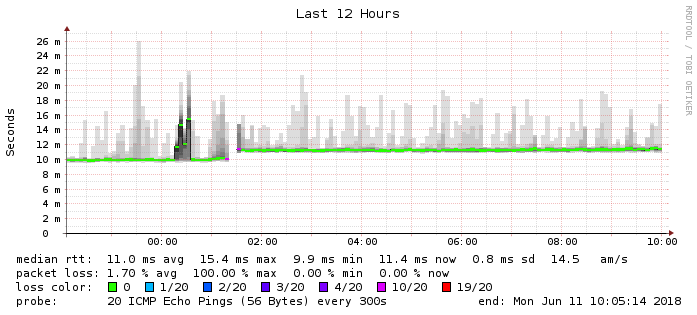 Last 12 Hours
RRDTOOL / TOBI OETIKER
Seconds
26 m
24 m
22 m
20 m
18 m
16 m
14 m
12 m
10 m
8 m
6 m
4 m
2 m
0
00:00 02:00 04:00 06:00 08:00 10:00
median rtt: 11.0 ms avg 15.4 ms max 9.9 ms min 11.4 ms now 0.8 ms sd 14.5 am/s
packet loss: 1.70 % avg 100.00 % max 0.00 % min 0.00 % now
loss color: 0 1/20 2/20 3/20 4/20 10/20 19/20
probe: 20 ICMP Echo Pings (56 Bytes) every 300s end: Mon Jun 11 10:05:14 2018